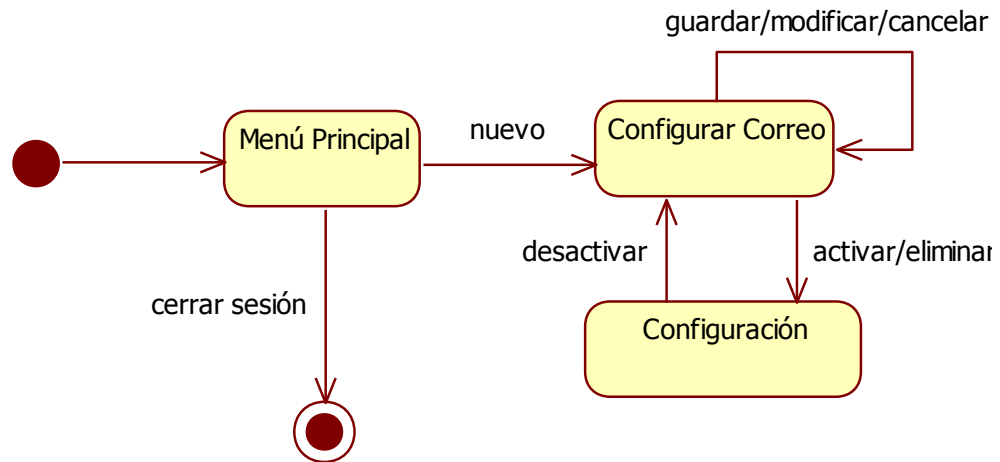 guardar/modificar/cancelar
Menú Principal
nuevo
Configurar Correo
desactivar
activar/eliminar
cerrar sesión
Configuración